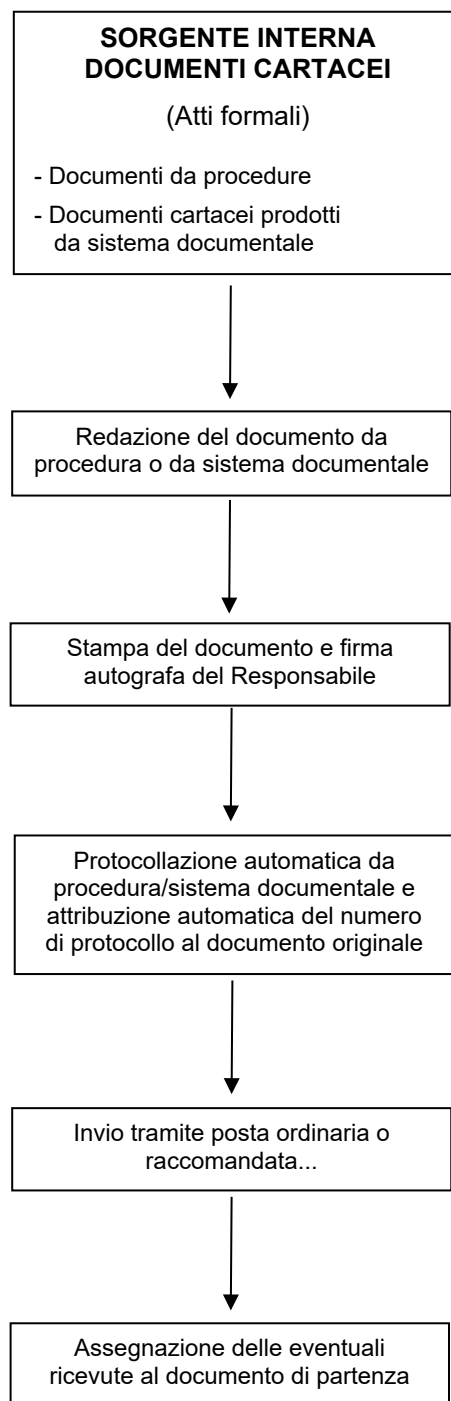 SORGENTE INTERNA
DOCUMENTI CARTACEI
(Atti formali)
- Documenti da procedure
- Documenti cartacei prodotti
da sistema documentale
Redazione del documento da
procedura o da sistema documentale
Stampa del documento e firma
autografa del Responsabile
Protocollazione automatica da
procedura/sistema documentale e
attribuzione automatica del numero
di protocollo al documento originale
Invio tramite posta ordinaria o
raccomandata...
Assegnazione delle eventuali
ricevute al documento di partenza